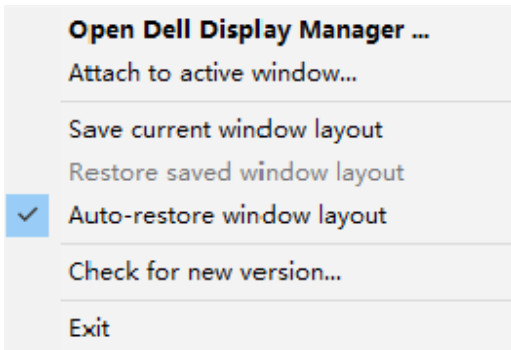 Open Dell Display Manager ...
Attach to active window...
Save current window layout
Restore saved window layout
Auto-restore window layout
Check for new version...
Exit